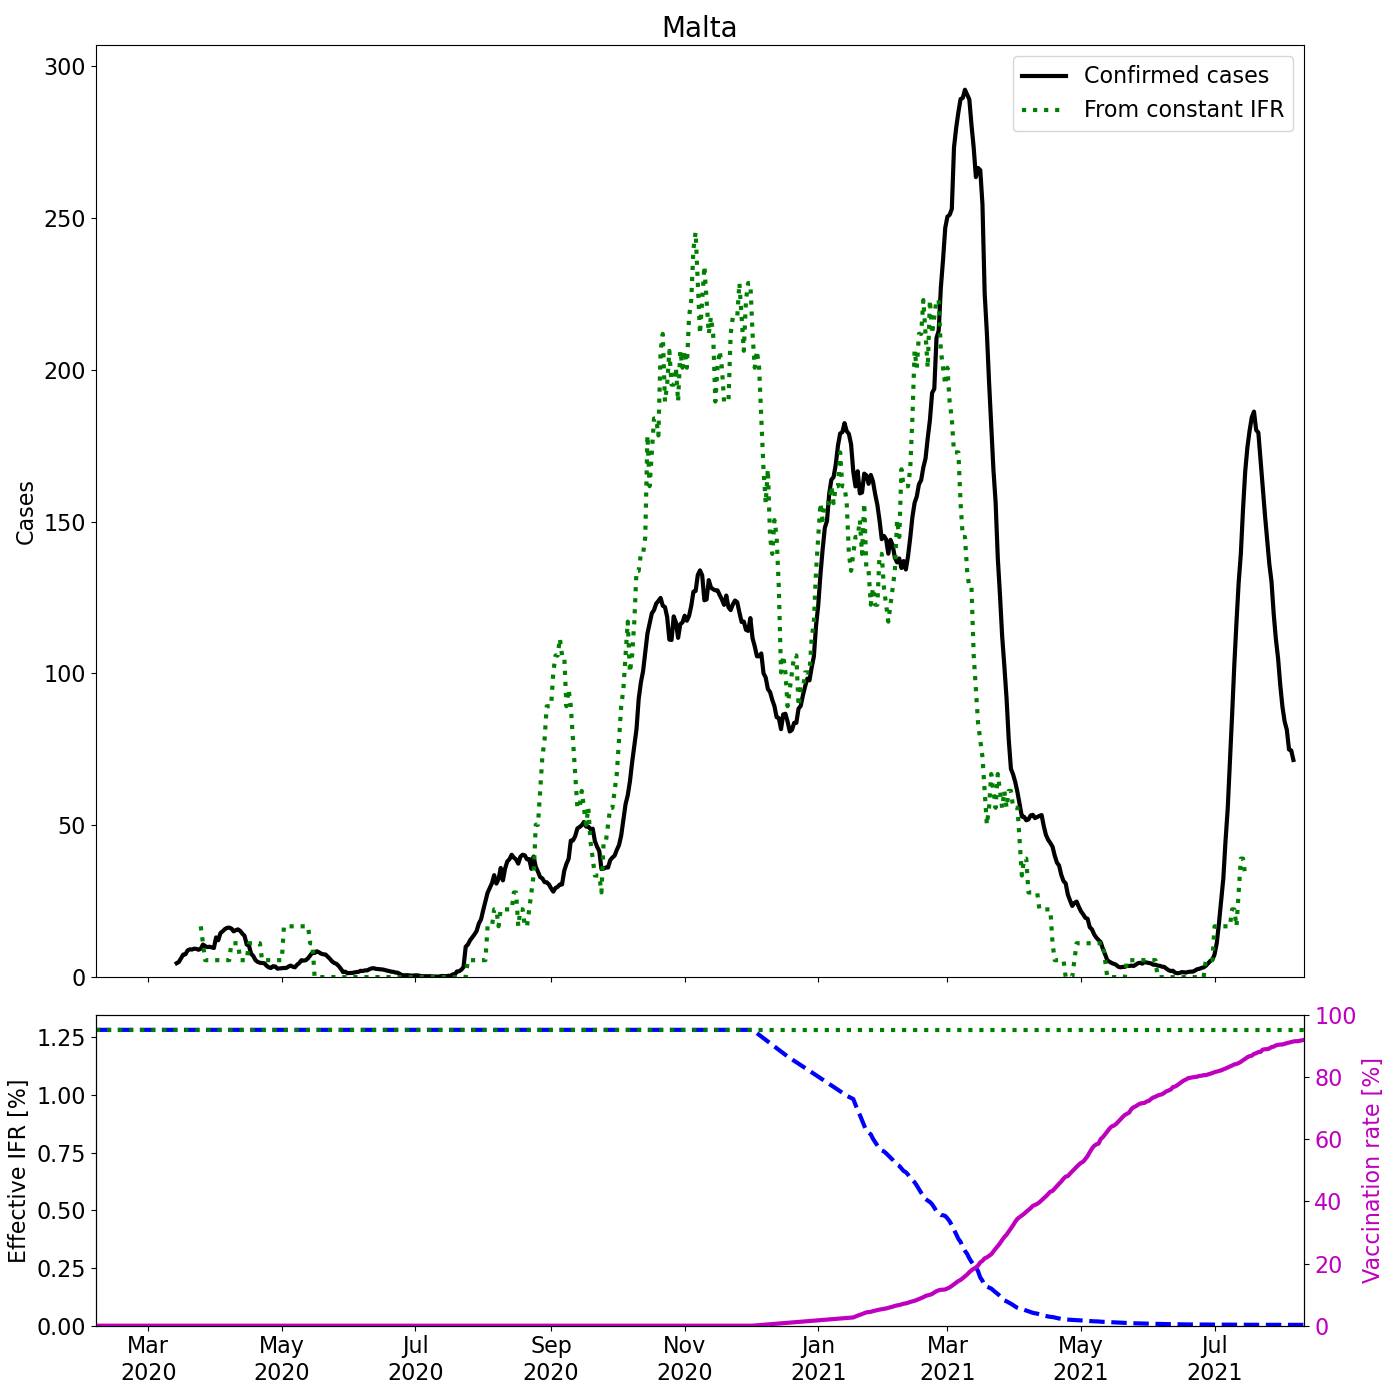 Malta
300
250
200
150
100
50
0
Cases
Confirmed cases
From constant IFR
1.25
1.00
0.75
0.50
0.25
0.00
Effective IFR [%]
100
80
60
40
20
0
Vaccination rate [%]
Mar May Jul Sep Nov Jan Mar May Jul
2020 2020 2020 2020 2020 2021 2021 2021 2021